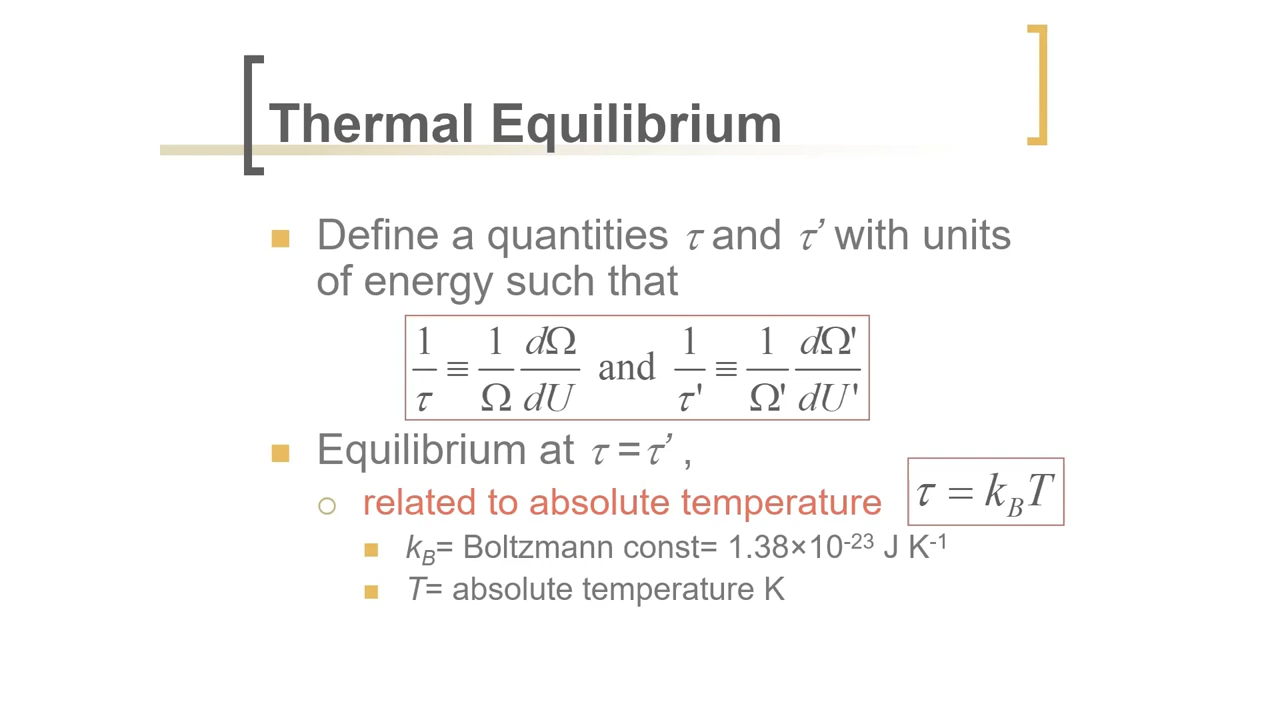 Thermal Equilibrium
Define a quantities τ and τ’ with units
of energy such that
1/τ ≡ 1/Ω dΩ/dU and 1/τ' ≡ 1/Ω' dΩ'/dU'
Equilibrium at τ =τ’ ,
related to absolute temperature
τ = k_B T
k_B= Boltzmann const= 1.38×10⁻²³ J K⁻¹
T= absolute temperature K